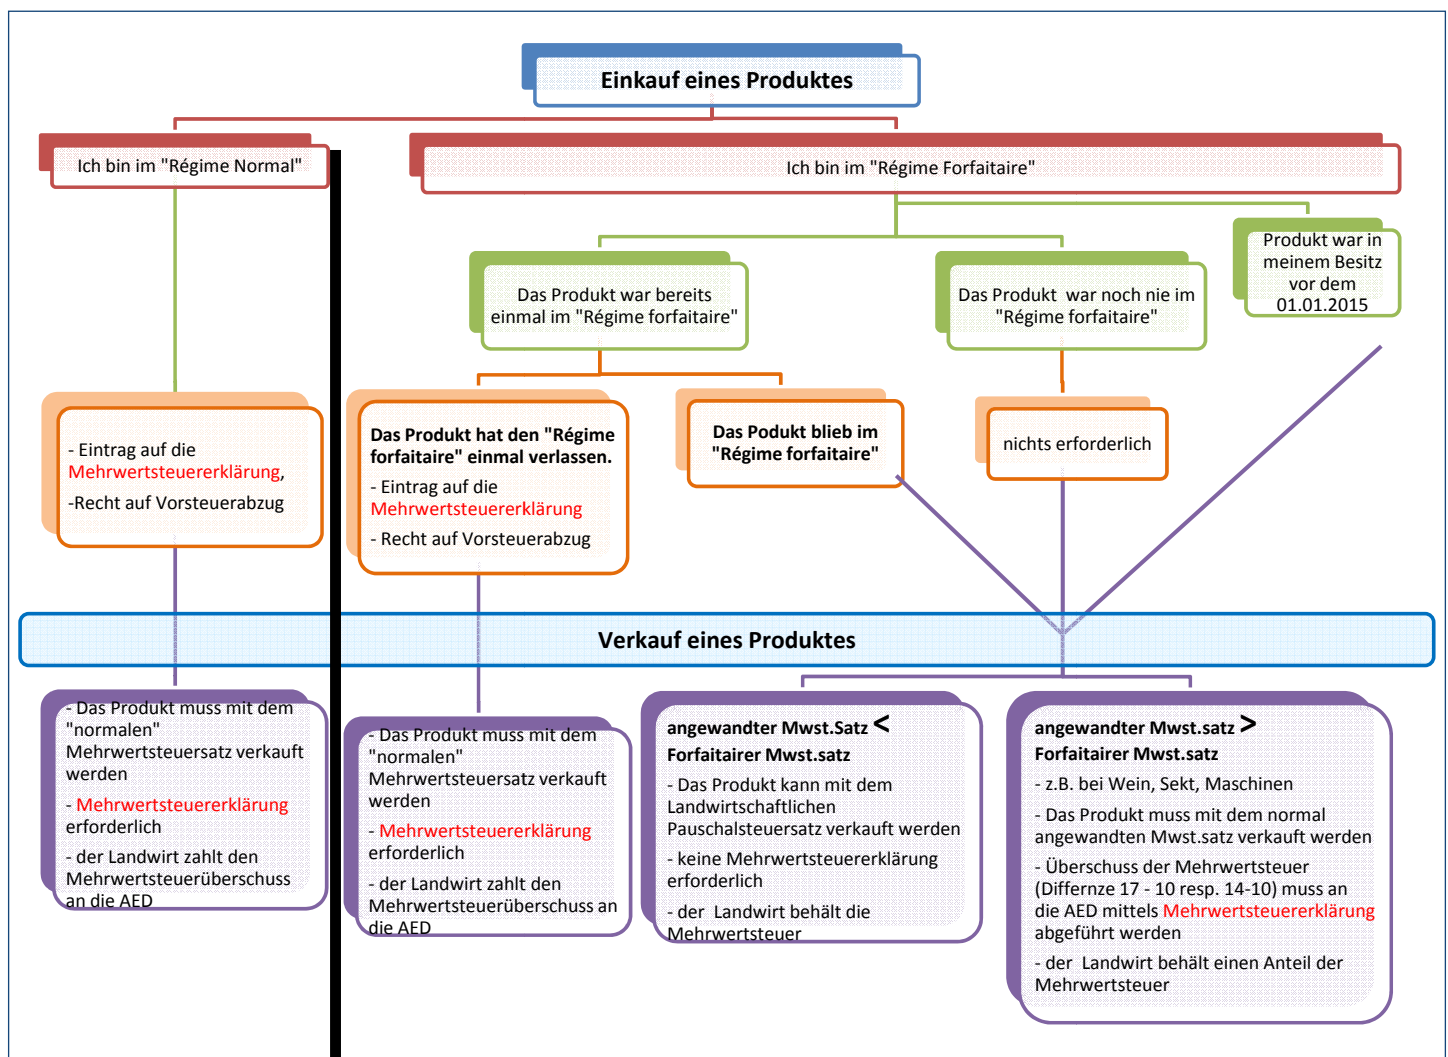 Einkauf eines Produktes
Ich bin im "Régime Normal"
Ich bin im "Régime Forfaitaire"
Das Produkt war bereits
einmal im "Régime forfaitaire"
Das Produkt  war noch nie im
"Régime forfaitaire"
Produkt war in
meinem Besitz
vor dem
01.01.2015
- Eintrag auf die
Mehrwertsteuererklärung,
-Recht auf Vorsteuerabzug
Das Produkt hat den "Régime
forfaitaire" einmal verlassen.
- Eintrag auf die
Mehrwertsteuererklärung
- Recht auf Vorsteuerabzug
Das Podukt blieb im
"Régime forfaitaire"
nichts erforderlich
Verkauf eines Produktes
- Das Produkt muss mit dem
"normalen"
Mehrwertsteuersatz verkauft
werden
- Mehrwertsteuererklärung
erforderlich
- der Landwirt zahlt den
Mehrwertsteuerüberschuss
an die AED
- Das Produkt muss mit dem
"normalen"
Mehrwertsteuersatz verkauft
werden
- Mehrwertsteuererklärung
erforderlich
- der Landwirt zahlt den
Mehrwertsteuerüberschuss an
die AED
angewandter Mwst.Satz <
Forfaitairer Mwst.satz
- Das Produkt kann mit dem
Landwirtschaftlichen
Pauschalsteuersatz verkauft werden
- keine Mehrwertsteuererklärung
erforderlich
- der  Landwirt behält die
Mehrwertsteuer
angewandter Mwst.satz >
Forfaitairer Mwst.satz
- z.B. bei Wein, Sekt, Maschinen
- Das Produkt muss mit dem normal
angewandten Mwst.satz verkauft werden
- Überschuss der Mehrwertsteuer
(Differnze 17 - 10 resp. 14-10) muss an
die AED mittels Mehrwertsteuererklärung
abgeführt werden
- der  Landwirt behält einen Anteil der
Mehrwertsteuer